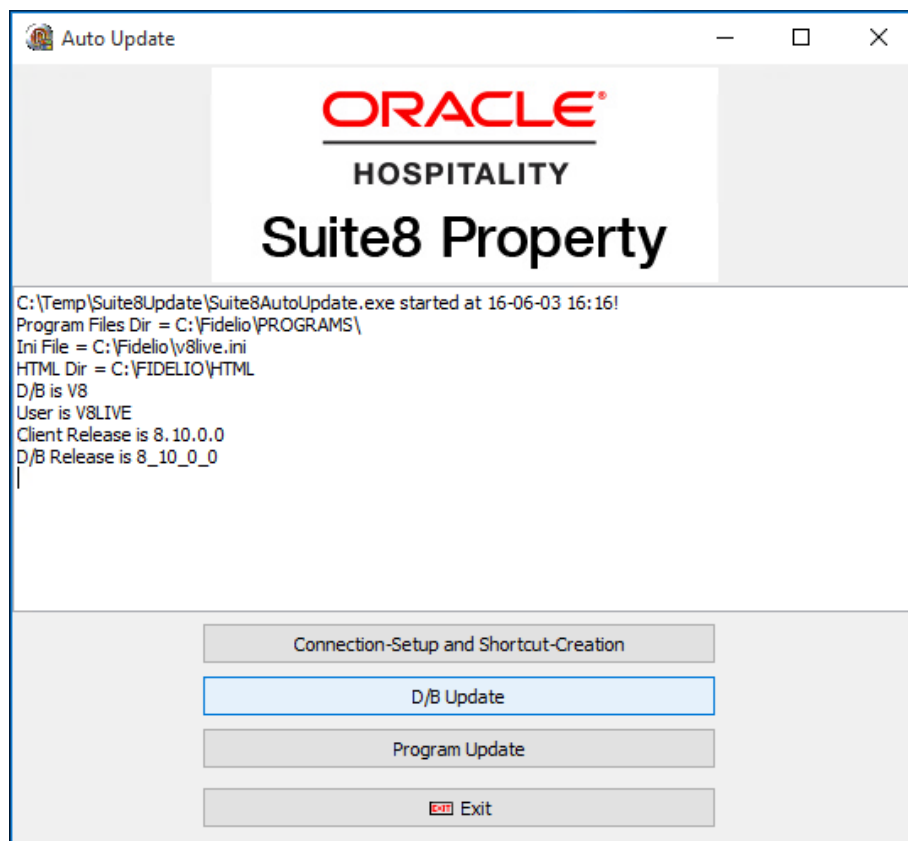 Auto Update
ORACLE®
HOSPITALITY
Suite8 Property
C:\Temp\Suite8Update\Suite8AutoUpdate.exe started at 16-06-03 16:16!
Program Files Dir = C:\Fidelio\PROGRAMS\
Ini File = C:\Fidelio\v8live.ini
HTML Dir = C:\FIDELIO\HTML
D/B is V8
User is V8LIVE
Client Release is 8.10.0.0
D/B Release is 8_10_0_0
Connection-Setup and Shortcut-Creation
D/B Update
Program Update
EXIT Exit